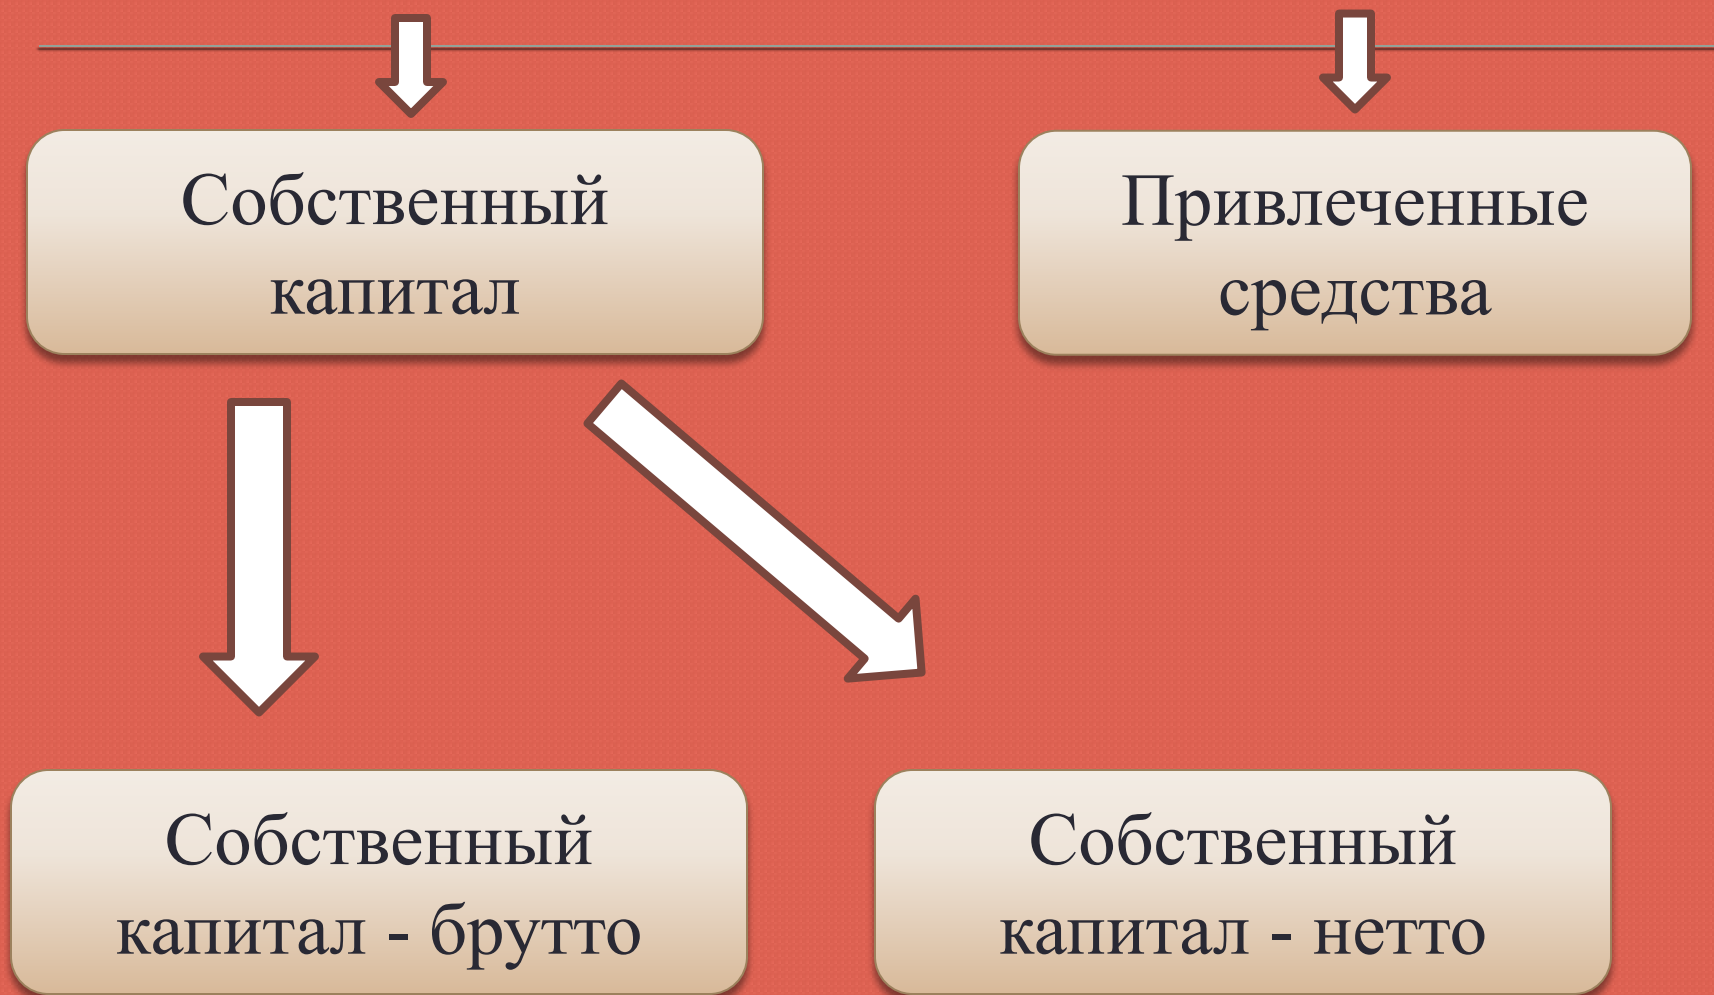 Собственный
капитал
Привлеченные
средства
Собственный
капитал - брутто
Собственный
капитал - нетто